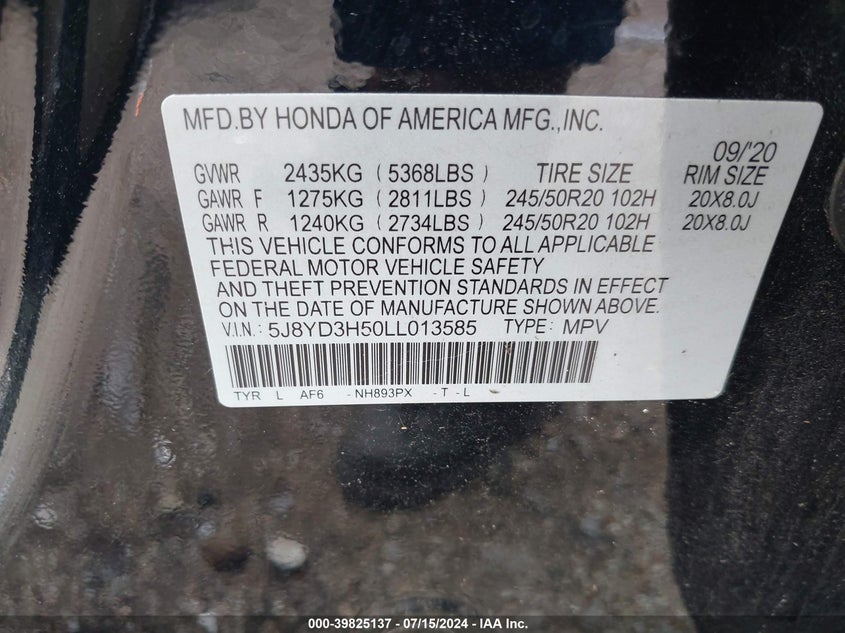 MFD.BY HONDA OF AMERICA MFG.,INC.
09/'20
GVWR 2435KG ( 5368LBS ) TIRE SIZE RIM SIZE
GAWR F 1275KG ( 2811LBS ) 245/50R20 102H 20X8.0J
GAWR R 1240KG ( 2734LBS ) 245/50R20 102H 20X8.0J
THIS VEHICLE CONFORMS TO ALL APPLICABLE
FEDERAL MOTOR VEHICLE SAFETY
AND THEFT PREVENTION STANDARDS IN EFFECT
ON THE DATE OF MANUFACTURE SHOWN ABOVE.
V.I.N.: 5J8YD3H50LL013585 TYPE: MPV
TYR L AF6 -NH893PX -T -L
000-39825137 - 07/15/2024 - IAA Inc.